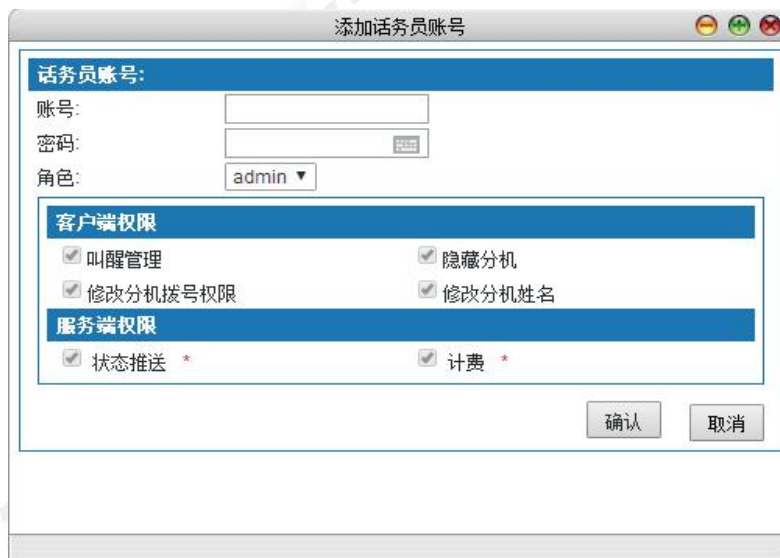 添加话务员账号
话务员账号:
账号:
密码:
角色: admin
客户端权限
叫醒管理 隐藏分机
修改分机拨号权限 修改分机姓名
服务端权限
状态推送 * 计费 *
确认 取消